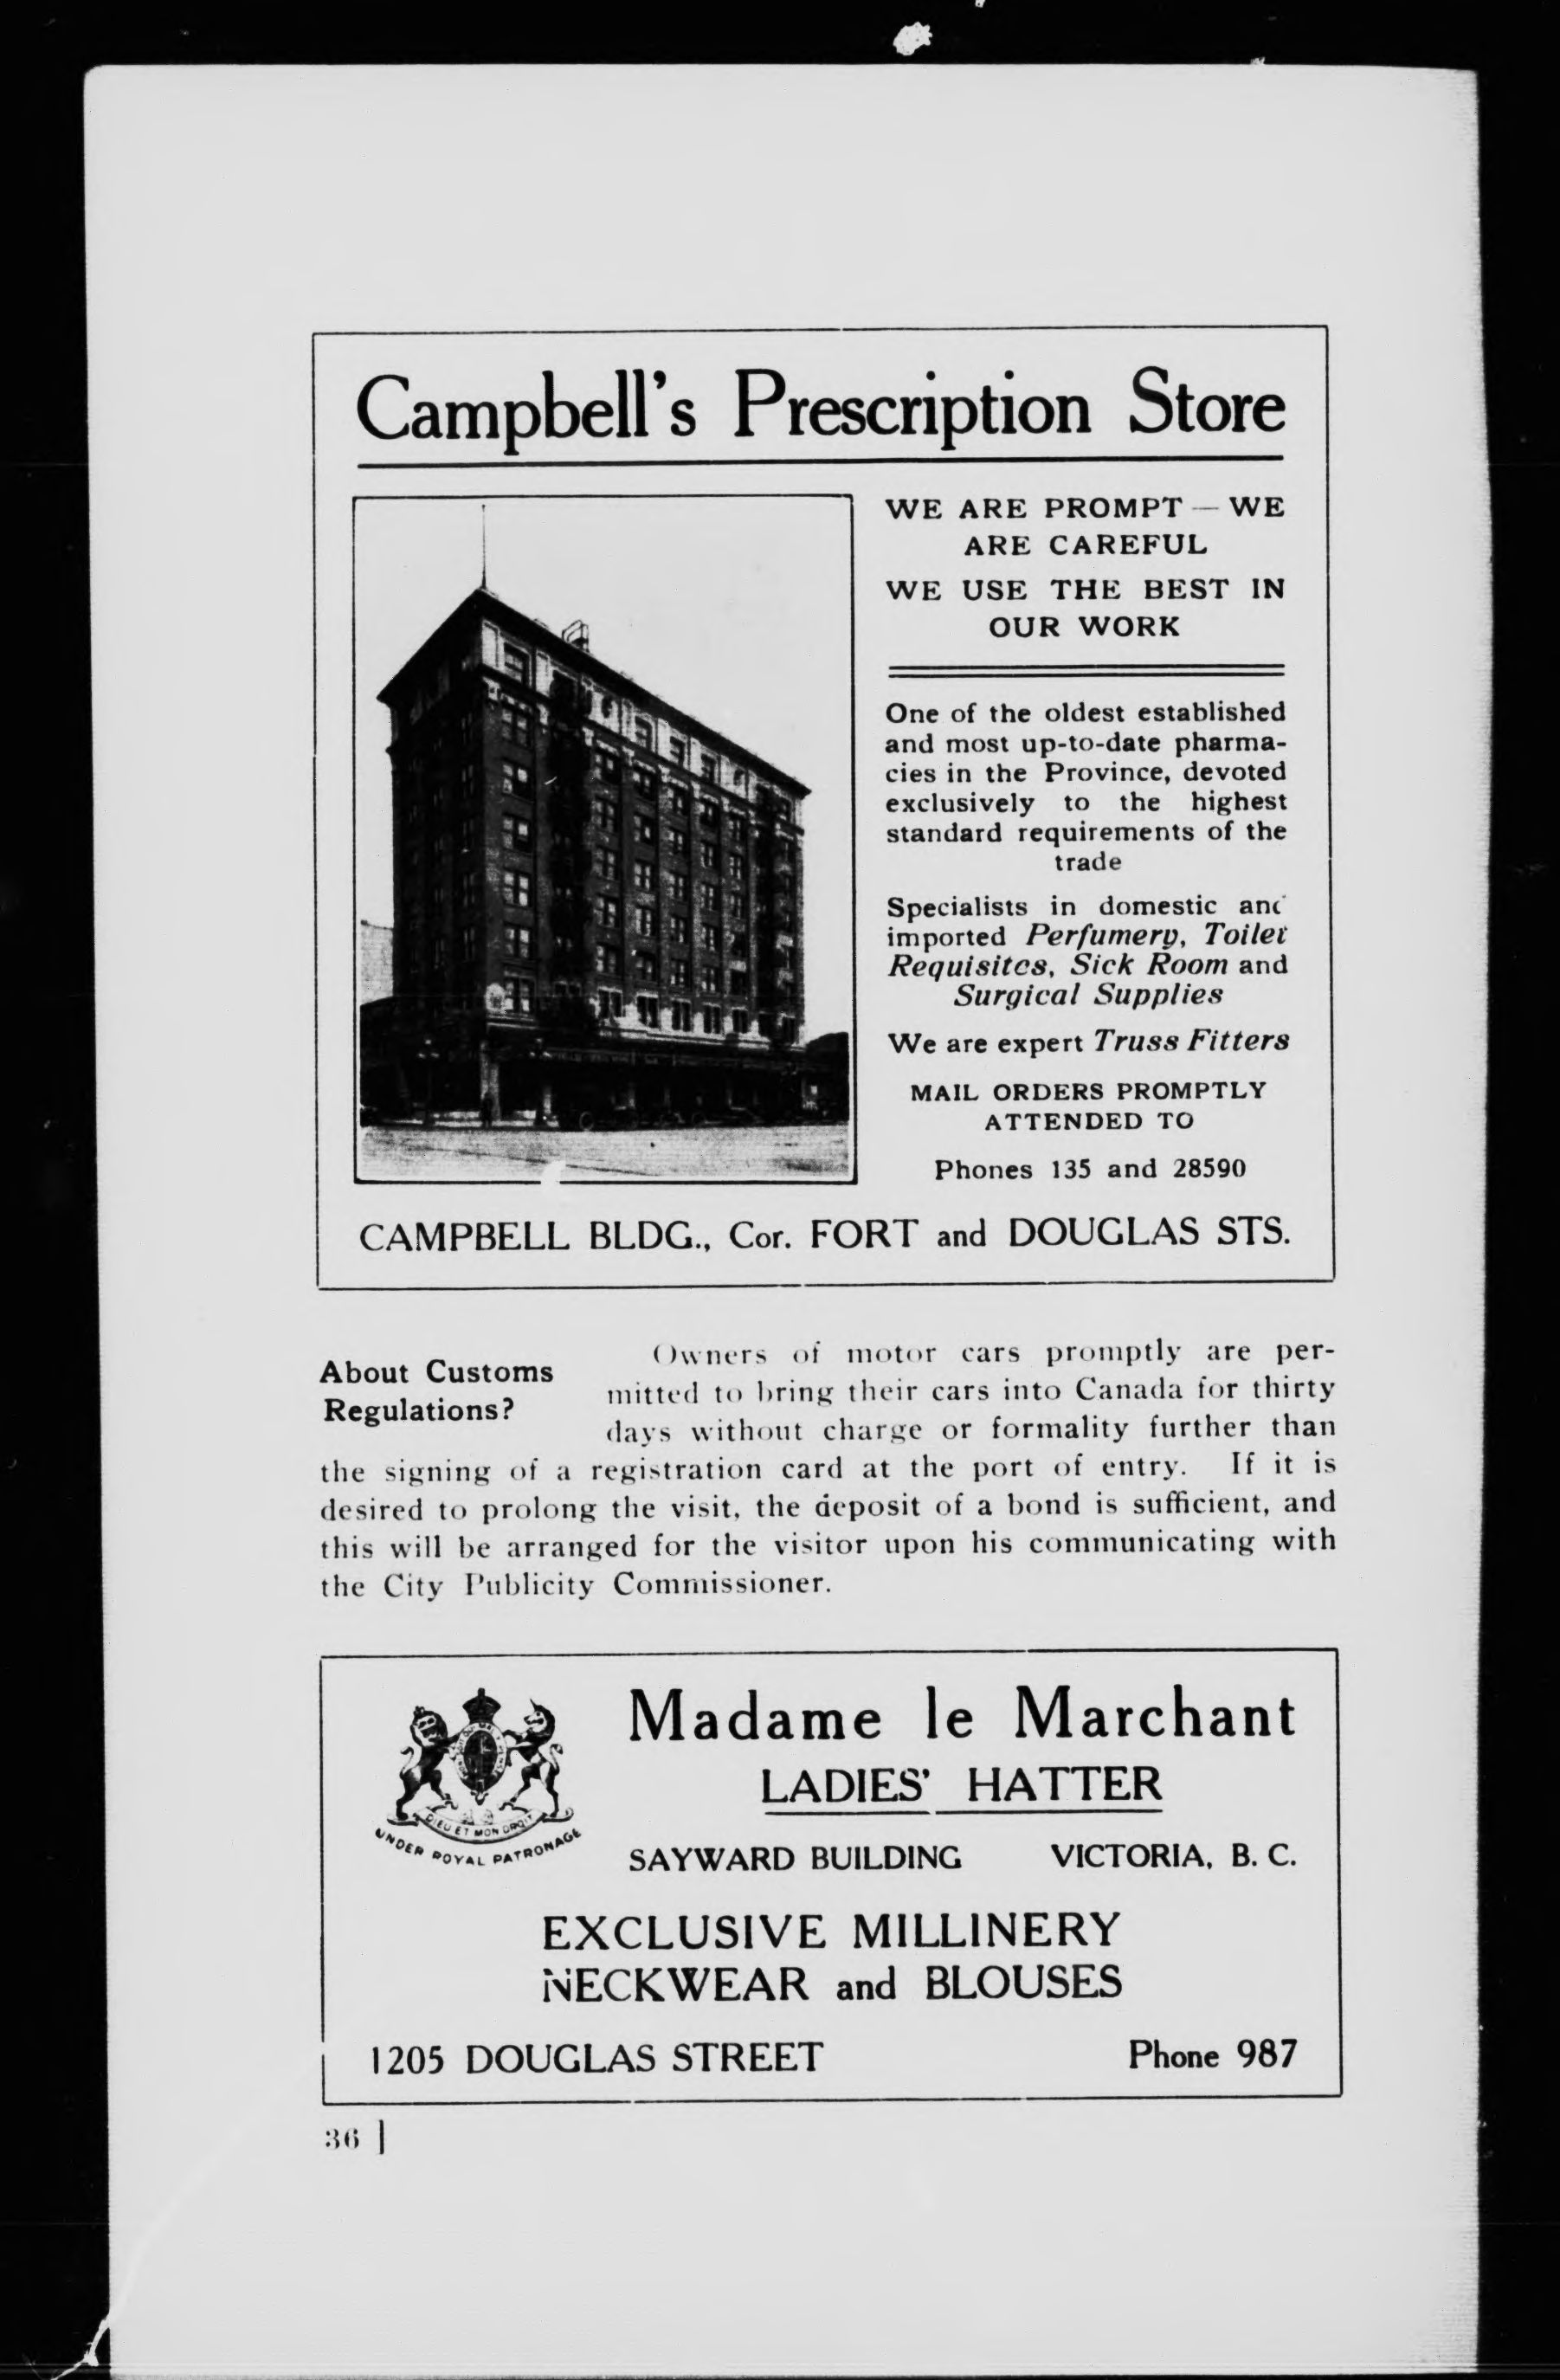 Campbell's Prescription Store
WE ARE PROMPT — WE
ARE CAREFUL
WE USE THE BEST IN
OUR WORK
One of the oldest established
and most up-to-date pharma-
cies in the Province, devoted
exclusively to the highest
standard requirements of the
trade
Specialists in domestic and
imported Perfumery, Toilet
Requisites, Sick Room and
Surgical Supplies
We are expert Truss Fitters
MAIL ORDERS PROMPTLY
ATTENDED TO
Phones 135 and 28590
CAMPBELL BLDG., Cor. FORT and DOUGLAS STS.
About Customs
Regulations?
Owners of motor cars promptly are per-
mitted to bring their cars into Canada for thirty
days without charge or formality further than
the signing of a registration card at the port of entry. If it is
desired to prolong the visit, the deposit of a bond is sufficient, and
this will be arranged for the visitor upon his communicating with
the City Publicity Commissioner.
DIEU ET MON DROIT
UNDER ROYAL PATRONAGE
Madame le Marchant
LADIES' HATTER
SAYWARD BUILDING VICTORIA, B. C.
EXCLUSIVE MILLINERY
NECKWEAR and BLOUSES
1205 DOUGLAS STREET Phone 987
36 |